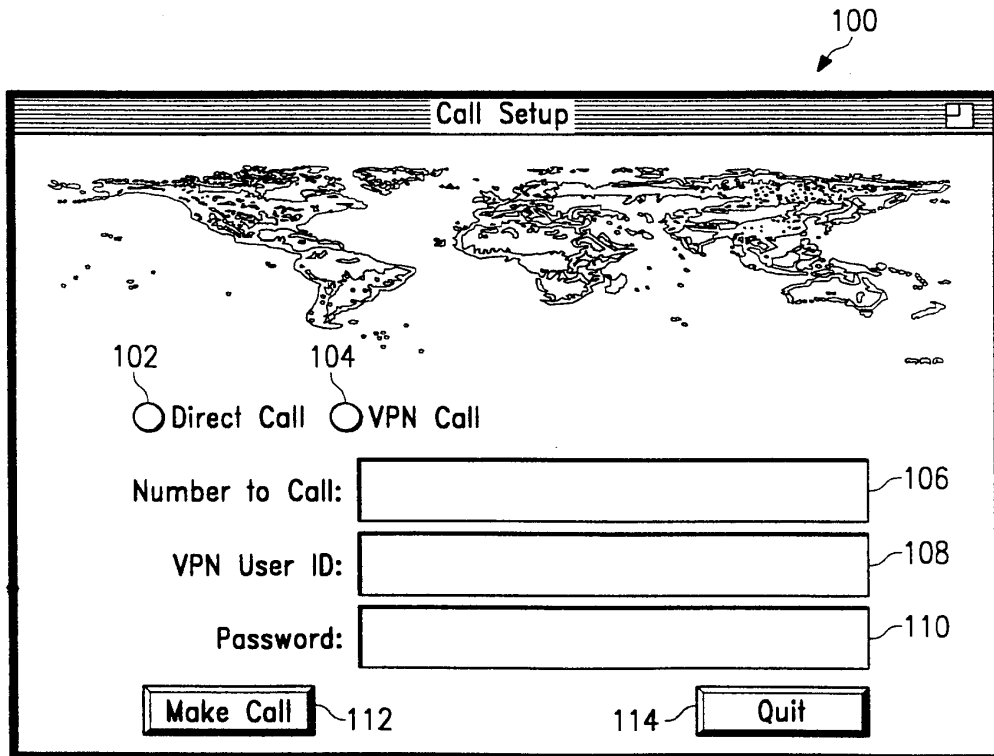 100
Call Setup
102 104
Direct Call VPN Call
Number to Call: 106
VPN User ID: 108
Password: 110
Make Call 112 114 Quit